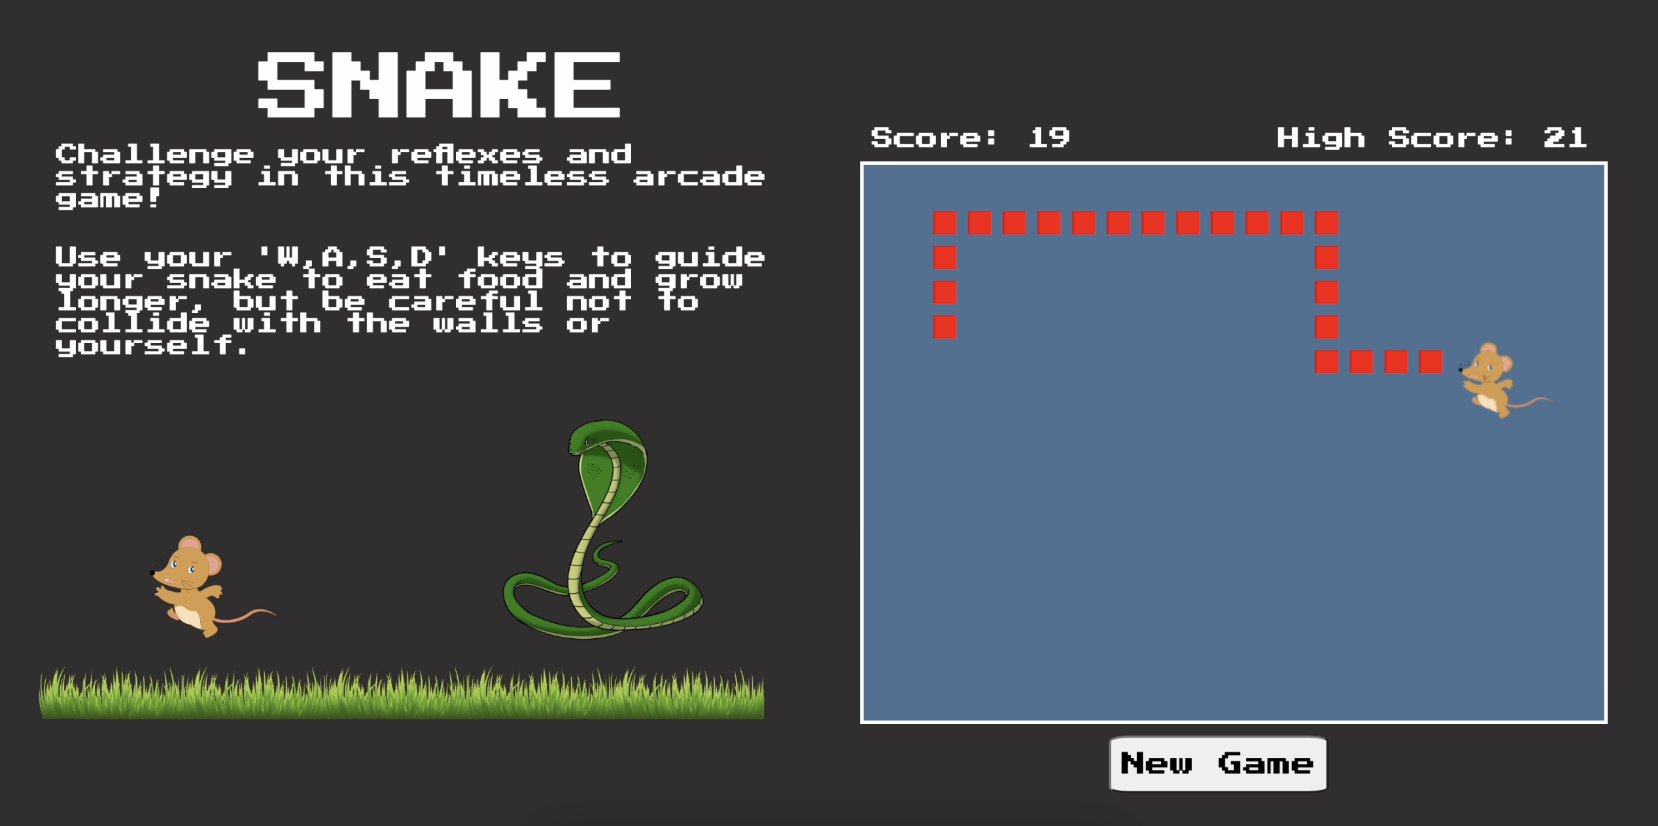 SNAKE
Challenge your reflexes and
strategy in this timeless arcade
game!
Use your 'W,A,S,D' keys to guide
your snake to eat food and grow
longer, but be careful not to
collide with the walls or
yourself.
Score: 19
High Score: 21
New Game